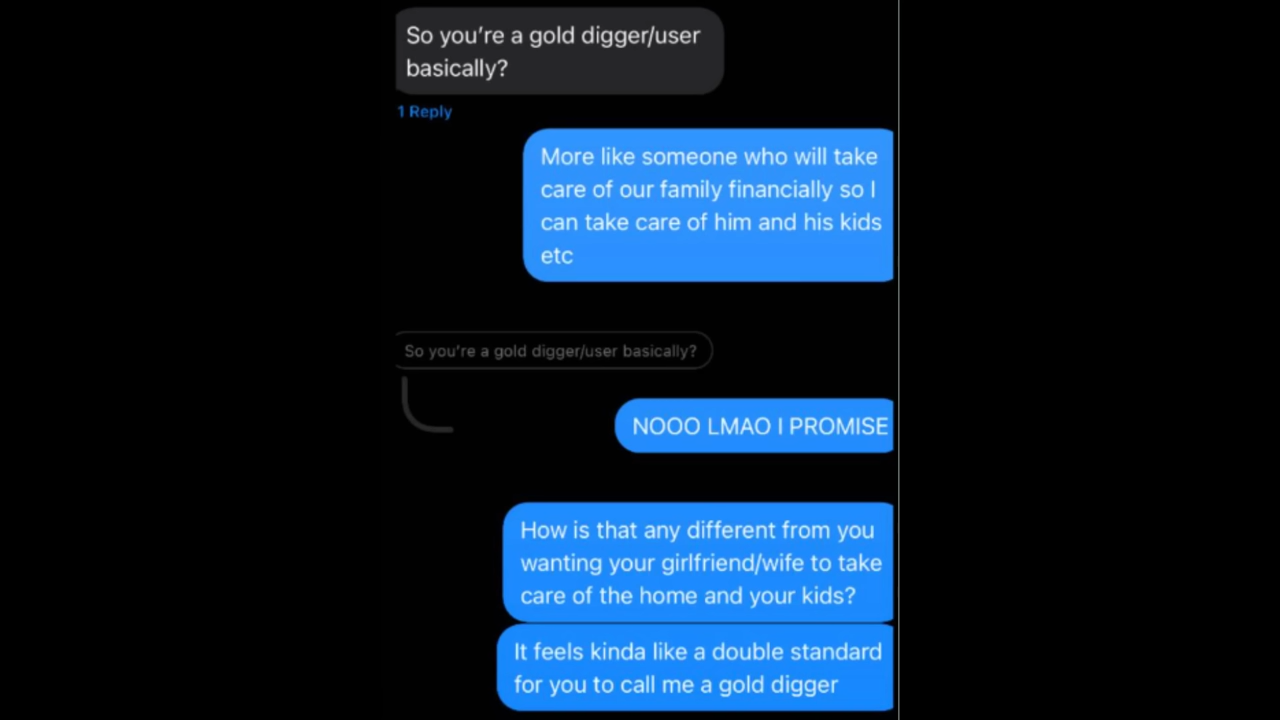 So you're a gold digger/user
basically?
1 Reply
More like someone who will take
care of our family financially so I
can take care of him and his kids
etc
So you're a gold digger/user basically?
NOOO LMAO I PROMISE
How is that any different from you
wanting your girlfriend/wife to take
care of the home and your kids?
It feels kinda like a double standard
for you to call me a gold digger